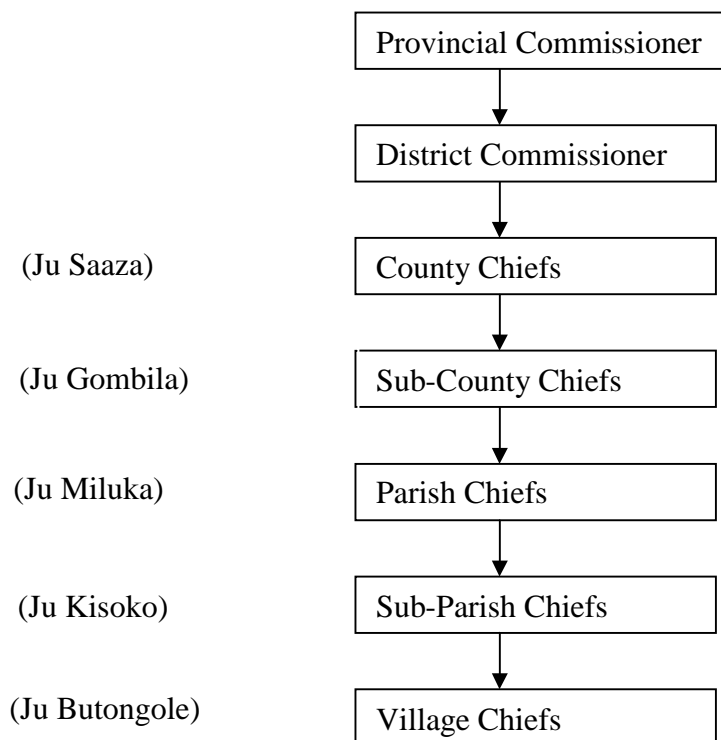 Provincial Commissioner
District Commissioner
(Ju Saaza) County Chiefs
(Ju Gombila) Sub-County Chiefs
(Ju Miluka) Parish Chiefs
(Ju Kisoko) Sub-Parish Chiefs
(Ju Butongole) Village Chiefs